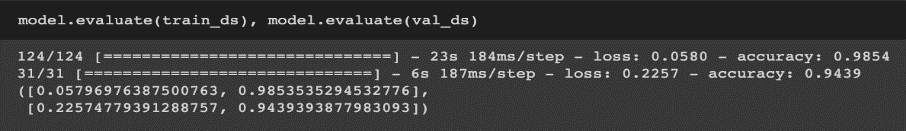 model.evaluate(train_ds), model.evaluate(val_ds)
124/124 [==============================] - 23s 184ms/step - loss: 0.0580 - accuracy: 0.9854
31/31 [==============================] - 6s 187ms/step - loss: 0.2257 - accuracy: 0.9439
([0.05796976387500763, 0.9853535294532776],
[0.22574779391288757, 0.9439393877983093])